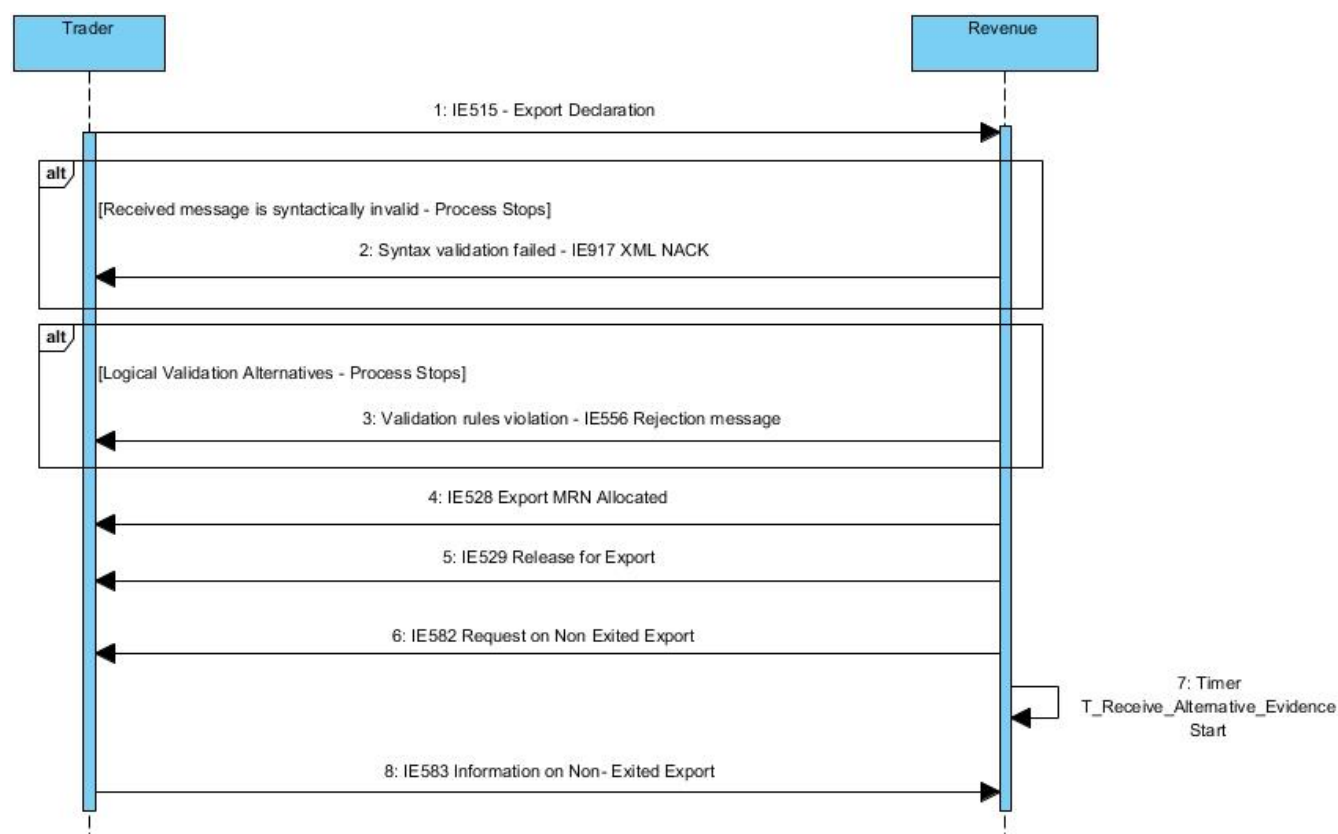 Trader
Revenue
1: IE515 - Export Declaration
alt
[Received message is syntactically invalid - Process Stops]
2: Syntax validation failed - IE917 XML NACK
alt
[Logical Validation Alternatives - Process Stops]
3: Validation rules violation - IE556 Rejection message
4: IE528 Export MRN Allocated
5: IE529 Release for Export
6: IE582 Request on Non Exited Export
7: Timer
T_Receive_Alternative_Evidence
Start
8: IE583 Information on Non- Exited Export